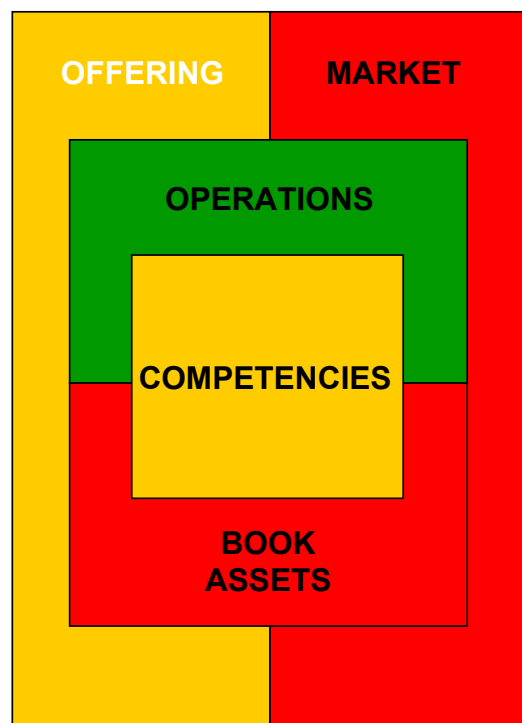 OFFERING
MARKET
OPERATIONS
COMPETENCIES
BOOK
ASSETS